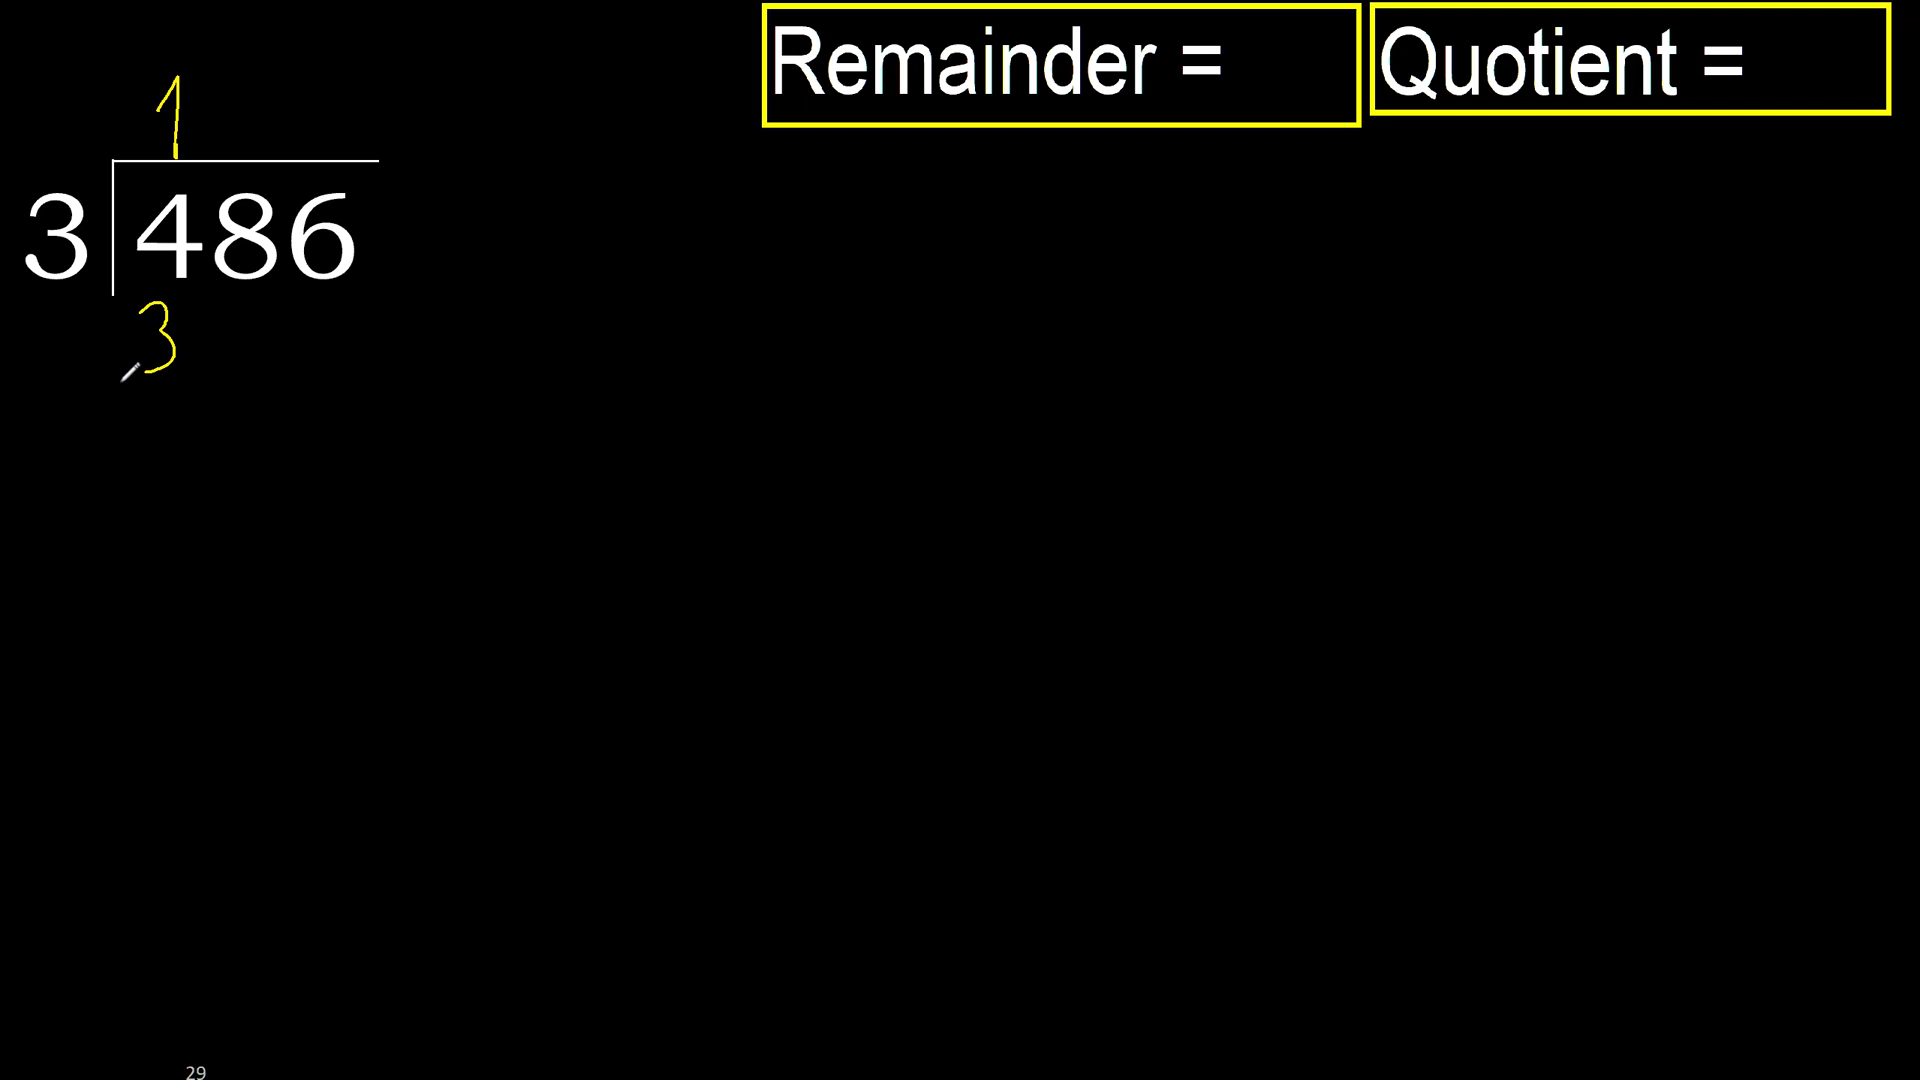 Remainder = Quotient =
1
3 486
3
29